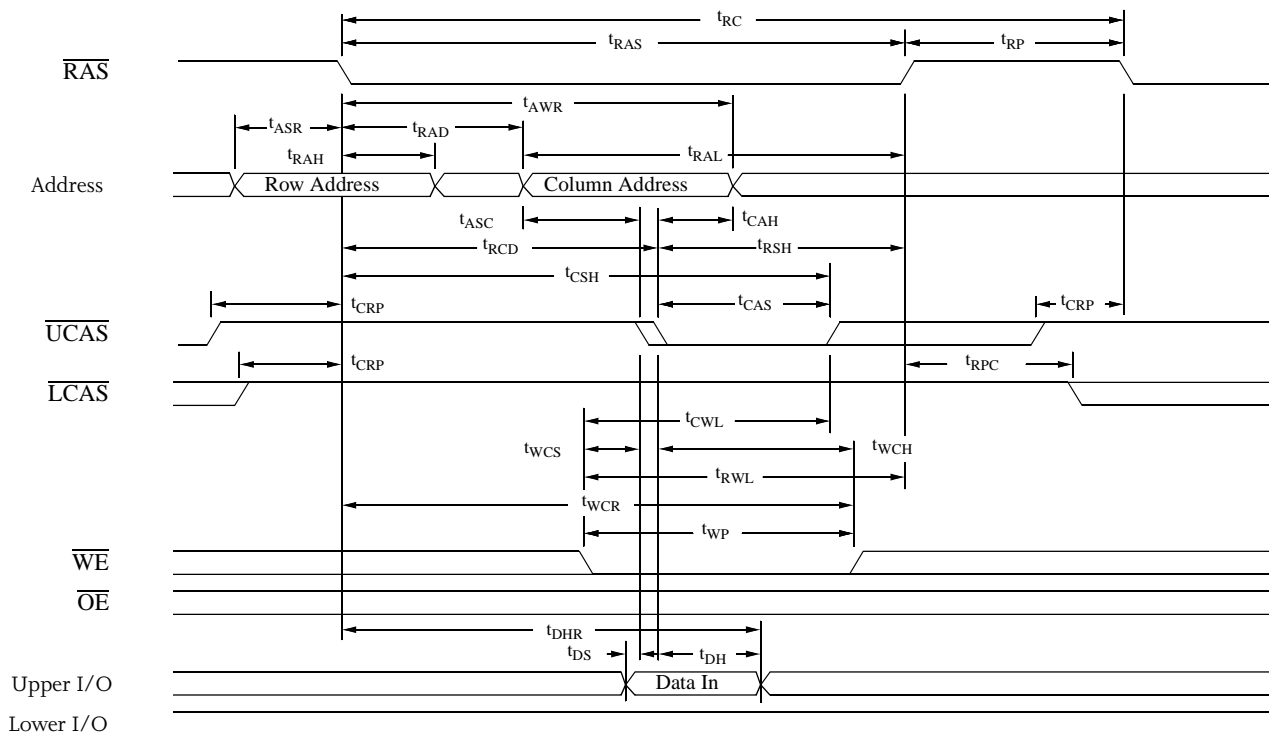 tRC
tRAS
tRP
RAS
tAWR
tASR
tRAD
tRAH
tRAL
Address
Row Address
Column Address
tASC
tCAH
tRCD
tRSH
tCSH
tCRP
tCAS
tCRP
UCAS
tCRP
tRPC
LCAS
tCWL
tWCS
tWCH
tRWL
tWCR
tWP
WE
OE
tDHR
tDS
tDH
Upper I/O
Data In
Lower I/O